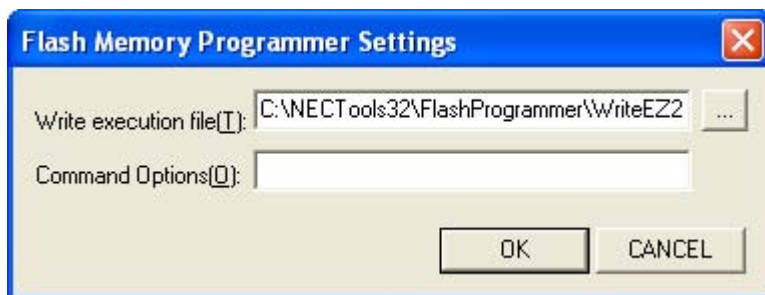 Flash Memory Programmer Settings
Write execution file(T): C:\NECTools32\FlashProgrammer\WriteEZ2 ...
Command Options(O):
OK CANCEL